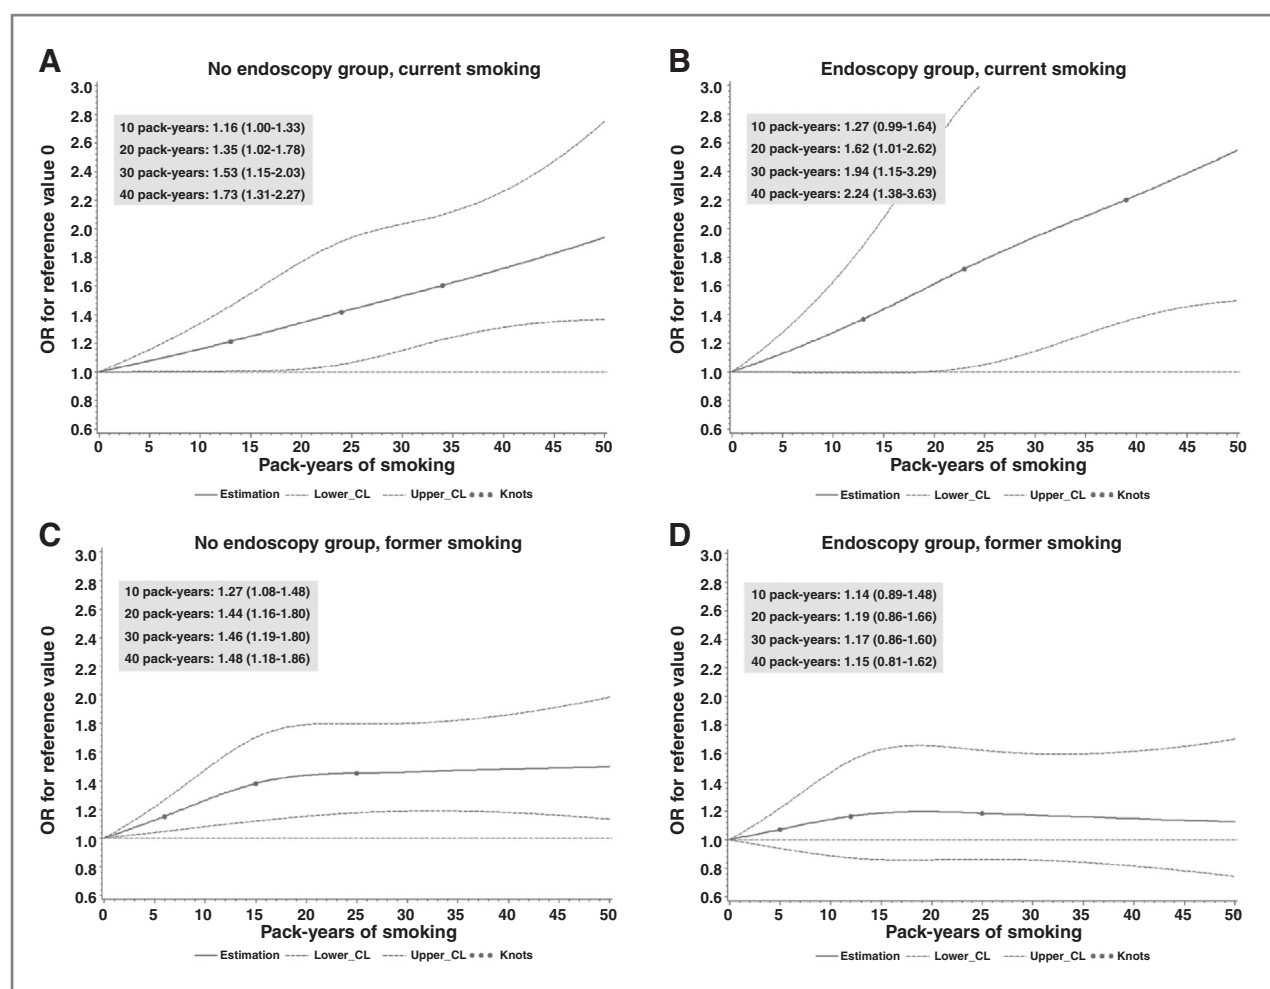 A
No endoscopy group, current smoking
OR for reference value 0
3.0
2.8
2.6
2.4
2.2
2.0
1.8
1.6
1.4
1.2
1.0
0.8
0.6
10 pack-years: 1.16 (1.00-1.33)
20 pack-years: 1.35 (1.02-1.78)
30 pack-years: 1.53 (1.15-2.03)
40 pack-years: 1.73 (1.31-2.27)
0 5 10 15 20 25 30 35 40 45 50
Pack-years of smoking
Estimation Lower_CL Upper_CL Knots
B
Endoscopy group, current smoking
OR for reference value 0
3.0
2.8
2.6
2.4
2.2
2.0
1.8
1.6
1.4
1.2
1.0
0.8
0.6
10 pack-years: 1.27 (0.99-1.64)
20 pack-years: 1.62 (1.01-2.62)
30 pack-years: 1.94 (1.15-3.29)
40 pack-years: 2.24 (1.38-3.63)
0 5 10 15 20 25 30 35 40 45 50
Pack-years of smoking
Estimation Lower_CL Upper_CL Knots
C
No endoscopy group, former smoking
OR for reference value 0
3.0
2.8
2.6
2.4
2.2
2.0
1.8
1.6
1.4
1.2
1.0
0.8
0.6
10 pack-years: 1.27 (1.08-1.48)
20 pack-years: 1.44 (1.16-1.80)
30 pack-years: 1.46 (1.19-1.80)
40 pack-years: 1.48 (1.18-1.86)
0 5 10 15 20 25 30 35 40 45 50
Pack-years of smoking
Estimation Lower_CL Upper_CL Knots
D
Endoscopy group, former smoking
OR for reference value 0
3.0
2.8
2.6
2.4
2.2
2.0
1.8
1.6
1.4
1.2
1.0
0.8
0.6
10 pack-years: 1.14 (0.89-1.48)
20 pack-years: 1.19 (0.86-1.66)
30 pack-years: 1.17 (0.86-1.60)
40 pack-years: 1.15 (0.81-1.62)
0 5 10 15 20 25 30 35 40 45 50
Pack-years of smoking
Estimation Lower_CL Upper_CL Knots